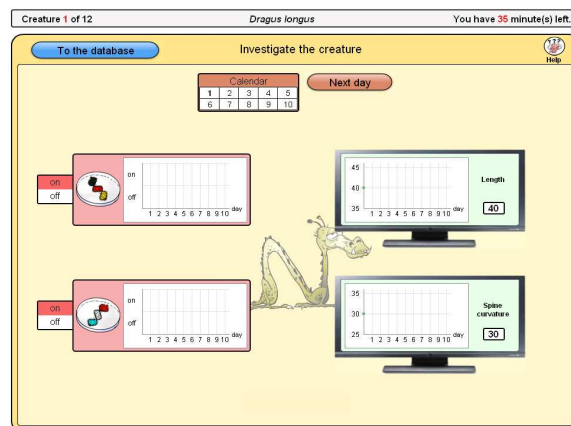 Creature 1 of 12
Dragus longus
You have 35 minute(s) left.
To the database
Investigate the creature
???
Help
Calendar
1 2 3 4 5
6 7 8 9 10
Next day
on
off
on
off
1 2 3 4 5 6 7 8 9 10
day
45
40
35
1 2 3 4 5 6 7 8 9 10
day
Length
40
on
off
on
off
1 2 3 4 5 6 7 8 9 10
day
35
30
25
1 2 3 4 5 6 7 8 9 10
day
Spine
curvature
30